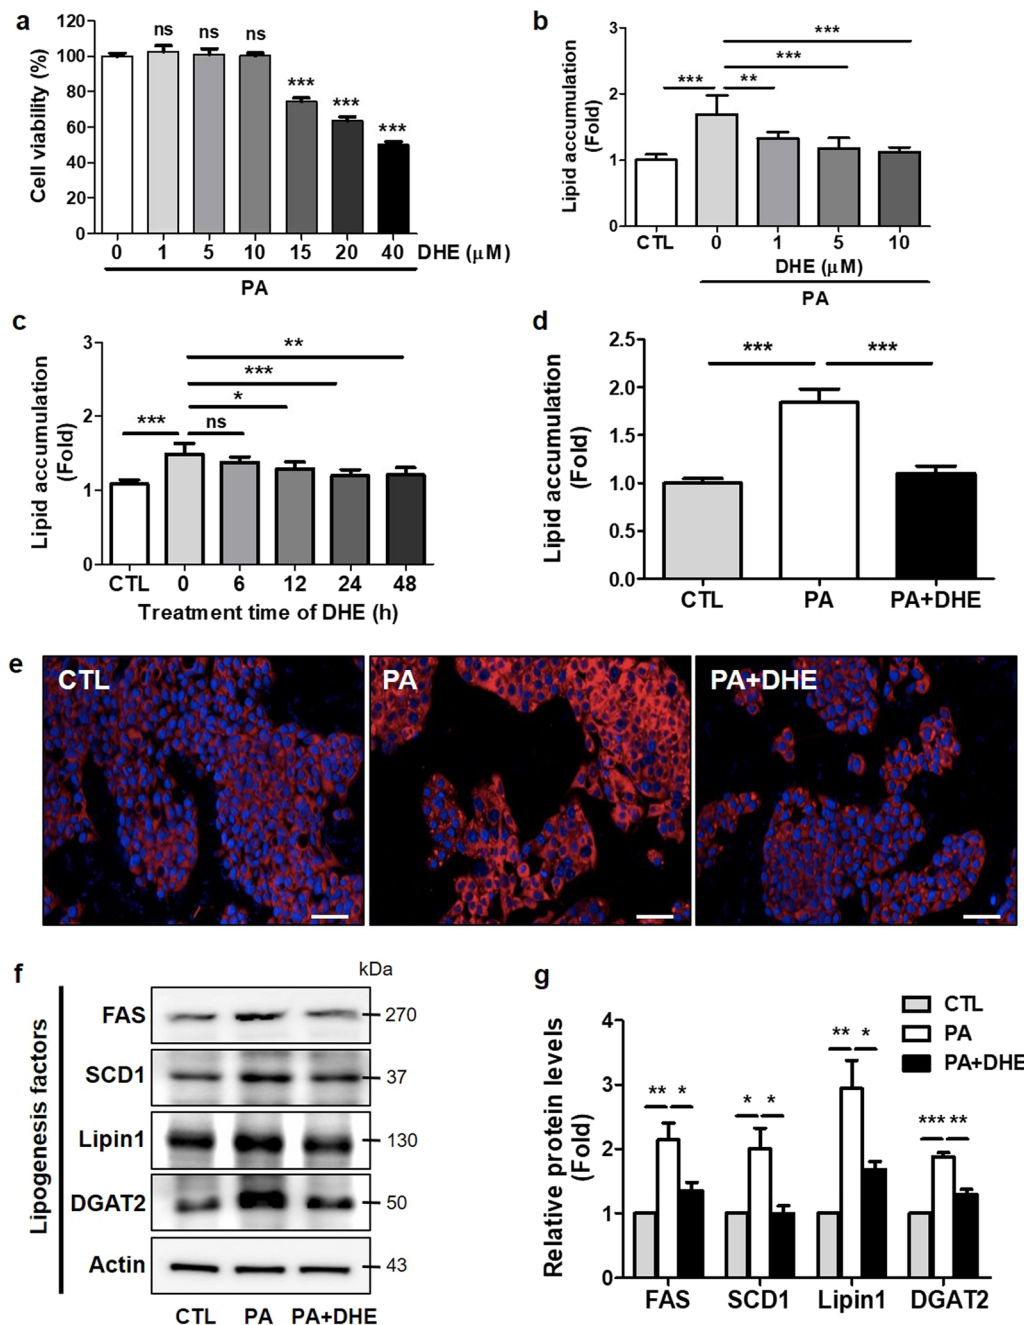 a
120
100
80
60
40
20
0
Cell viability (%)
ns ns ns *** *** ***
0 1 5 10 15 20 40 DHE (μM)
PA
b
3
2
1
0
Lipid accumulation
(Fold)
***
***
*** **
CTL 0 1 5 10
DHE (μM)
PA
c
3
2
1
0
Lipid accumulation
(Fold)
**
***
*
*** ns
CTL 0 6 12 24 48
Treatment time of DHE (h)
d
2.5
2.0
1.5
1.0
0.5
0.0
Lipid accumulation
(Fold)
*** ***
CTL PA PA+DHE
e
CTL PA PA+DHE
f
kDa
Lipogenesis factors
FAS 270
SCD1 37
Lipin1 130
DGAT2 50
Actin 43
CTL PA PA+DHE
g
CTL
PA
PA+DHE
4
3
2
1
0
Relative protein levels
(Fold)
** * * * ** * *** **
FAS SCD1 Lipin1 DGAT2